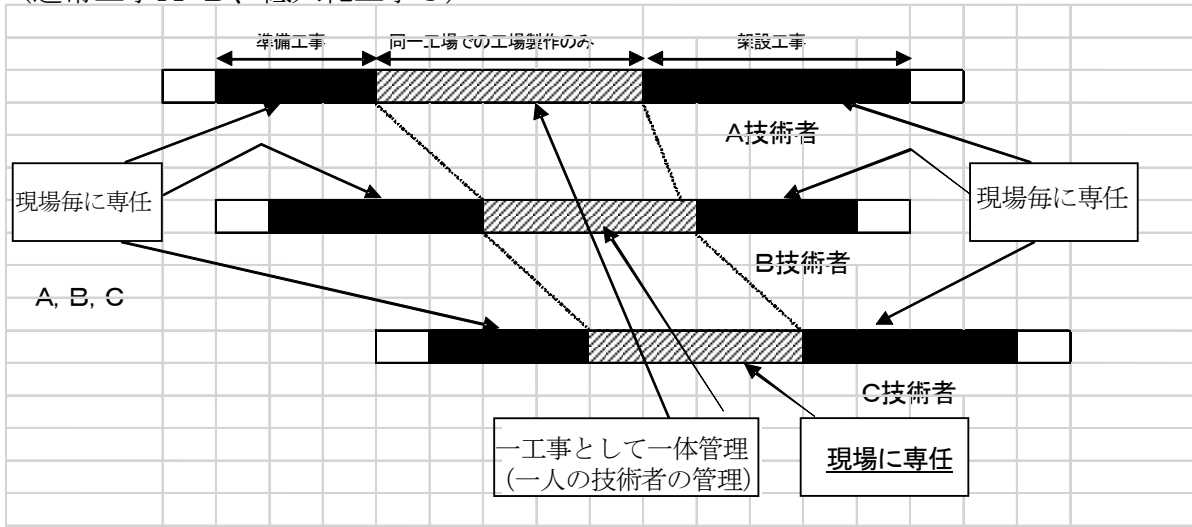 準備工事 同一工場での工場製作のみ 架設工事
A技術者
現場毎に専任
現場毎に専任
B技術者
A, B, C
C技術者
一工事として一体管理
（一人の技術者の管理）
現場に専任